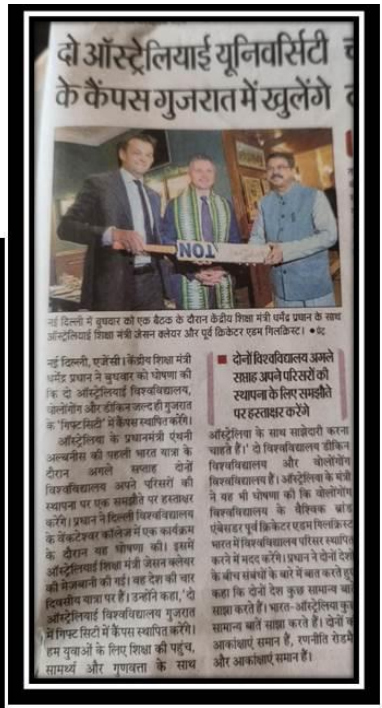 दो ऑस्ट्रेलियाई यूनिवर्सिटी
के कैंपस गुजरात में खुलेंगे
TON
नई दिल्ली में बुधवार को एक बैठक के दौरान केंद्रीय शिक्षा मंत्री धर्मेंद्र प्रधान के साथ
ऑस्ट्रेलियाई शिक्षा मंत्री जेसन क्लेयर और पूर्व क्रिकेटर एडम गिलक्रिस्ट। ● प्रेट्र
नई दिल्ली, एजेंसी। केंद्रीय शिक्षा मंत्री
धर्मेंद्र प्रधान ने बुधवार को घोषणा की
कि दो ऑस्ट्रेलियाई विश्वविद्यालय,
वोलोंगोंग और डीकिन जल्द ही गुजरात
के 'गिफ्ट सिटी' में कैंपस स्थापित करेंगे।
ऑस्ट्रेलिया के प्रधानमंत्री एंथनी
अल्बनीस की पहली भारत यात्रा के
दौरान अगले सप्ताह दोनों
विश्वविद्यालय अपने परिसरों की
स्थापना पर एक समझौते पर हस्ताक्षर
करेंगे। प्रधान ने दिल्ली विश्वविद्यालय
के वेंकटेश्वर कॉलेज में एक कार्यक्रम
के दौरान यह घोषणा की। इसमें
ऑस्ट्रेलियाई शिक्षा मंत्री जेसन क्लेयर
की मेजबानी की गई। वह देश की चार
दिवसीय यात्रा पर हैं। उन्होंने कहा, 'दो
ऑस्ट्रेलियाई विश्वविद्यालय गुजरात
में गिफ्ट सिटी में कैंपस स्थापित करेंगे।
हम युवाओं के लिए शिक्षा की पहुंच,
सामर्थ्य और गुणवत्ता के साथ
■ दोनों विश्वविद्यालय अगले
सप्ताह अपने परिसरों की
स्थापना के लिए समझौते
पर हस्ताक्षर करेंगे
ऑस्ट्रेलिया के साथ साझेदारी करना
चाहते हैं।' दो विश्वविद्यालय डीकिन
विश्वविद्यालय और वोलोंगोंग
विश्वविद्यालय हैं। ऑस्ट्रेलिया के मंत्री
ने यह भी घोषणा की कि वोलोंगोंग
विश्वविद्यालय के वैश्विक ब्रांड
एंबेसडर पूर्व क्रिकेटर एडम गिलक्रिस्ट
भारत में विश्वविद्यालय परिसर स्थापित
करने में मदद करेंगे। प्रधान ने दोनों देशों
के बीच संबंधों के बारे में बात करते हुए
कहा कि दोनों देश कुछ सामान्य बातें
साझा करते हैं। भारत-ऑस्ट्रेलिया कुछ
सामान्य बातें साझा करते हैं। दोनों की
आकांक्षाएं समान हैं, रणनीति रोडमैप
और आकांक्षाएं समान हैं।